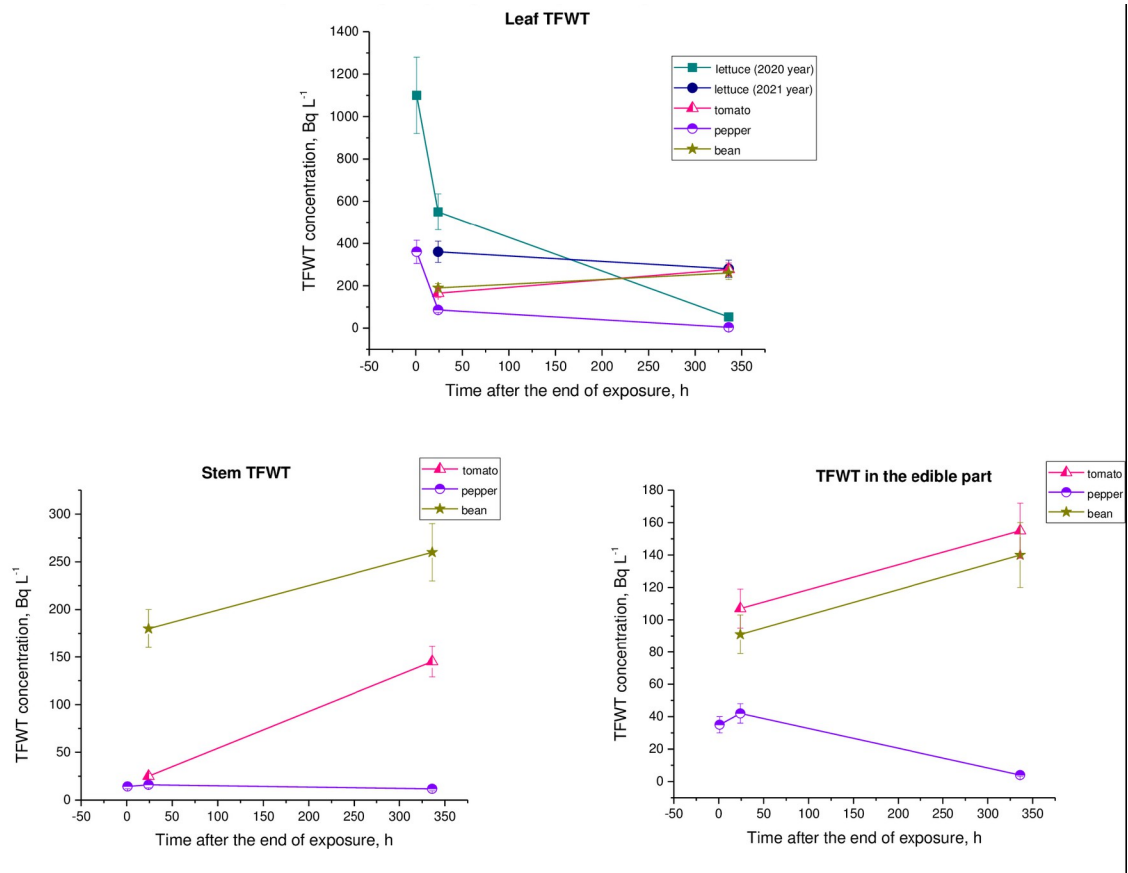 Leaf TFWT
1400
1200
1000
800
600
400
200
0
TFWT concentration, Bq L⁻¹
-50 0 50 100 150 200 250 300 350
Time after the end of exposure, h
lettuce (2020 year)
lettuce (2021 year)
tomato
pepper
bean
Stem TFWT
tomato
pepper
bean
300
250
200
150
100
50
0
TFWT concentration, Bq L⁻¹
-50 0 50 100 150 200 250 300 350
Time after the end of exposure, h
TFWT in the edible part
tomato
pepper
bean
180
160
140
120
100
80
60
40
20
0
TFWT concentration, Bq L⁻¹
-50 0 50 100 150 200 250 300 350
Time after the end of exposure, h